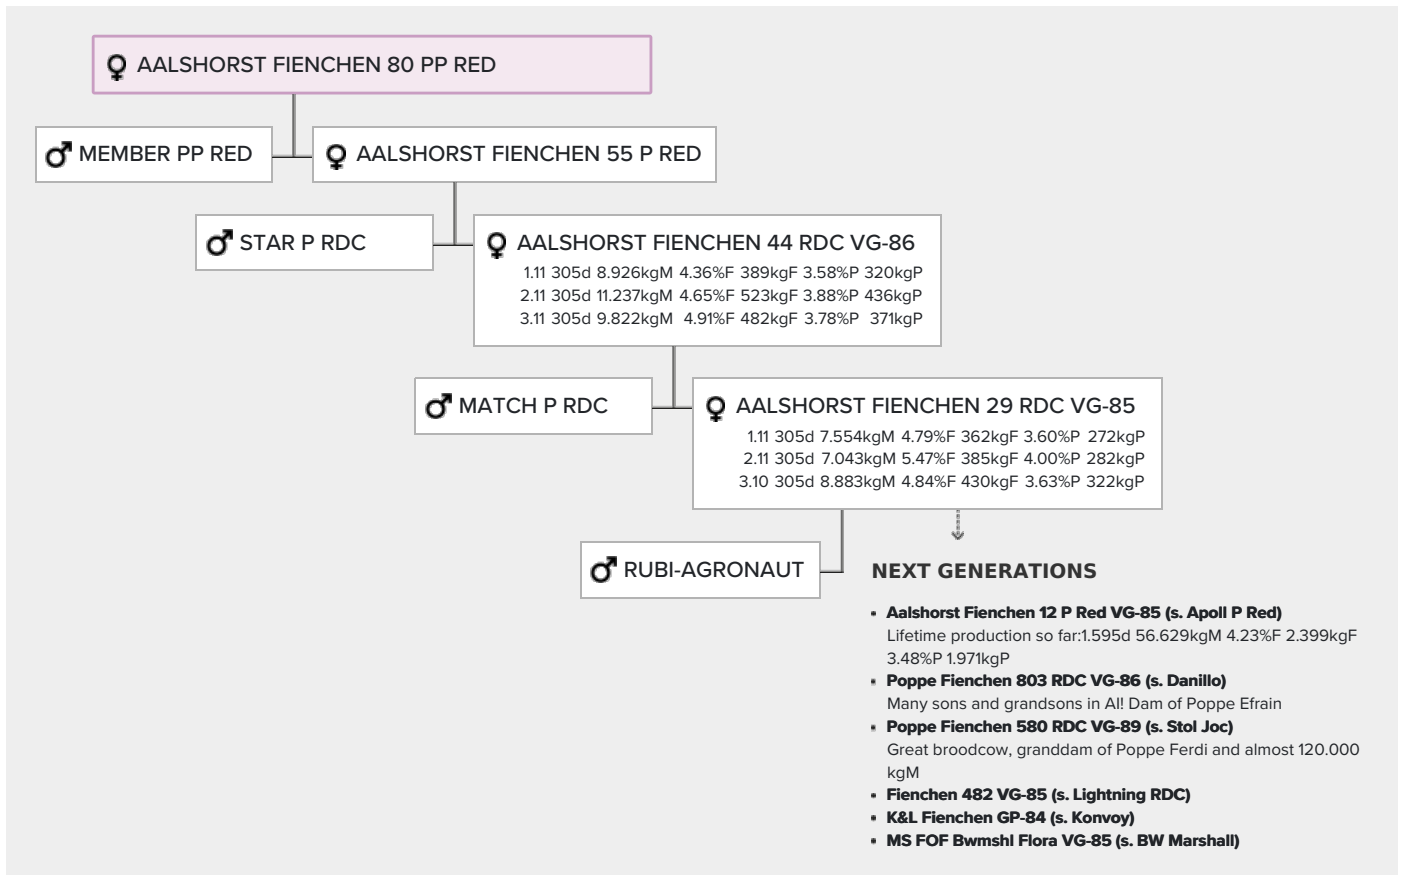 AALSHORST FIENCHEN 80 PP RED
MEMBER PP RED
AALSHORST FIENCHEN 55 P RED
STAR P RDC
AALSHORST FIENCHEN 44 RDC VG-86
1.11 305d 8.926kgM 4.36%F 389kgF 3.58%P 320kgP
2.11 305d 11.237kgM 4.65%F 523kgF 3.88%P 436kgP
3.11 305d 9.822kgM 4.91%F 482kgF 3.78%P 371kgP
MATCH P RDC
AALSHORST FIENCHEN 29 RDC VG-85
1.11 305d 7.554kgM 4.79%F 362kgF 3.60%P 272kgP
2.11 305d 7.043kgM 5.47%F 385kgF 4.00%P 282kgP
3.10 305d 8.883kgM 4.84%F 430kgF 3.63%P 322kgP
RUBI-AGRONAUT
NEXT GENERATIONS
Aalshorst Fienchen 12 P Red VG-85 (s. Apoll P Red)
Lifetime production so far:1.595d 56.629kgM 4.23%F 2.399kgF
3.48%P 1.971kgP
Poppe Fienchen 803 RDC VG-86 (s. Danillo)
Many sons and grandsons in AI! Dam of Poppe Efrain
Poppe Fienchen 580 RDC VG-89 (s. Stol Joc)
Great broodcow, granddam of Poppe Ferdi and almost 120.000
kgM
Fienchen 482 VG-85 (s. Lightning RDC)
K&L Fienchen GP-84 (s. Konvoy)
MS FOF Bwmshl Flora VG-85 (s. BW Marshall)